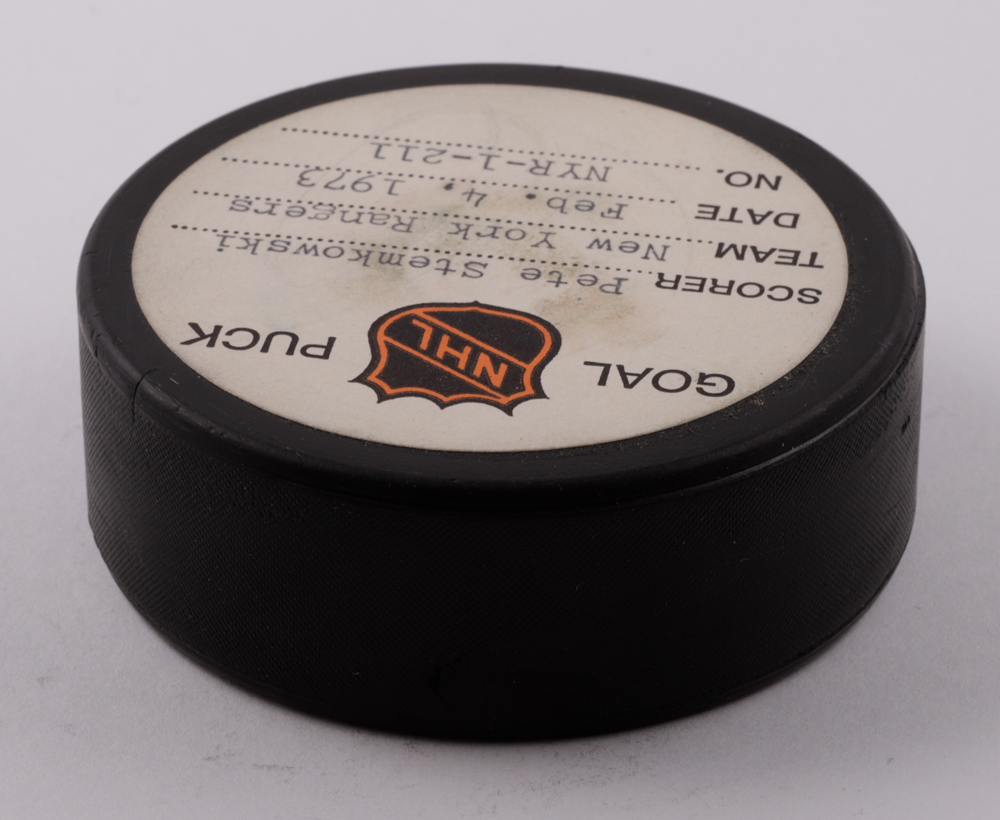 GOAL NHL PUCK
SCORER Pete Stemkowski
TEAM New York Rangers
DATE Feb. 4, 1973
NO. NYR-1-211